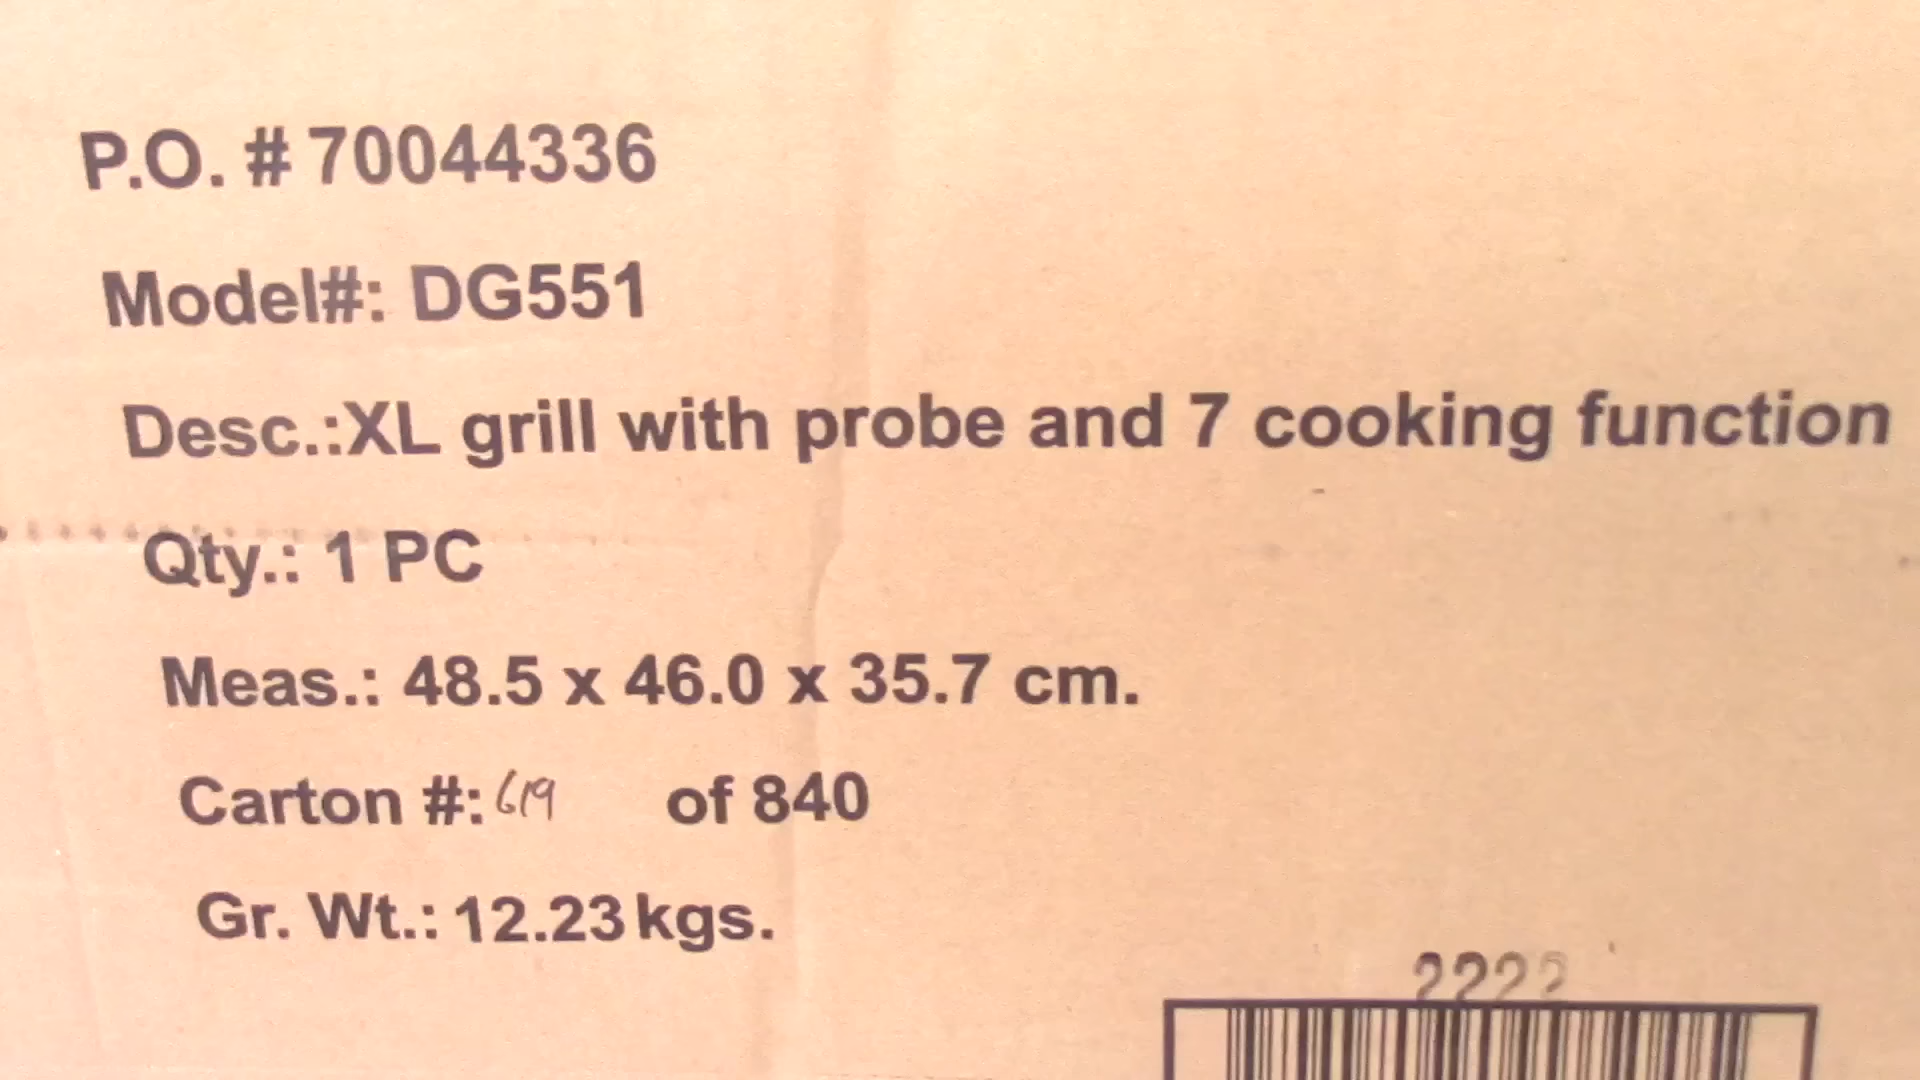 P.O. # 70044336
Model#: DG551
Desc.:XL grill with probe and 7 cooking function
Qty.: 1 PC
Meas.: 48.5 x 46.0 x 35.7 cm.
Carton #: 619 of 840
Gr. Wt.: 12.23 kgs.
2222